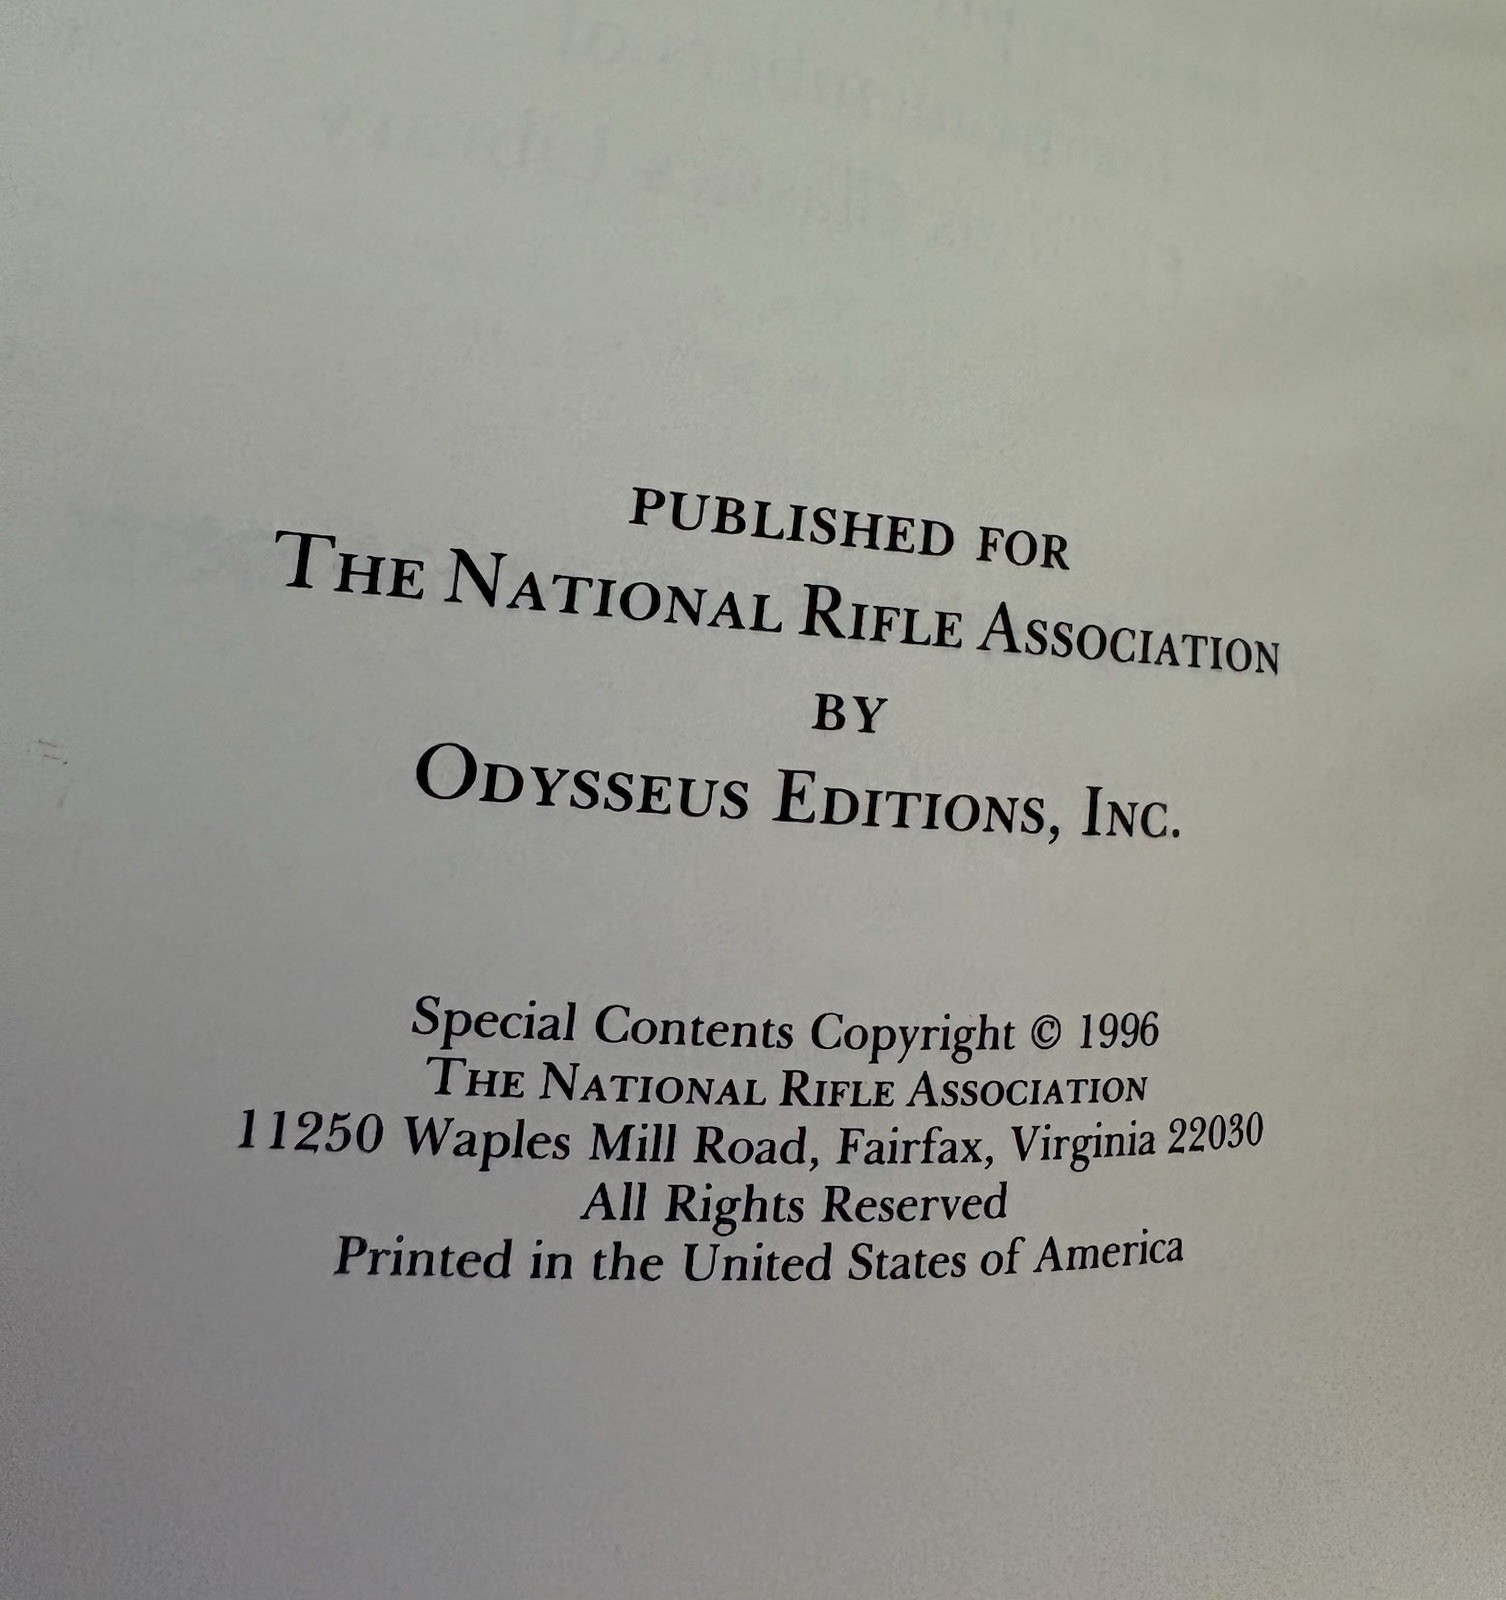 PUBLISHED FOR
THE NATIONAL RIFLE ASSOCIATION
BY
ODYSSEUS EDITIONS, INC.
Special Contents Copyright © 1996
THE NATIONAL RIFLE ASSOCIATION
11250 Waples Mill Road, Fairfax, Virginia 22030
All Rights Reserved
Printed in the United States of America